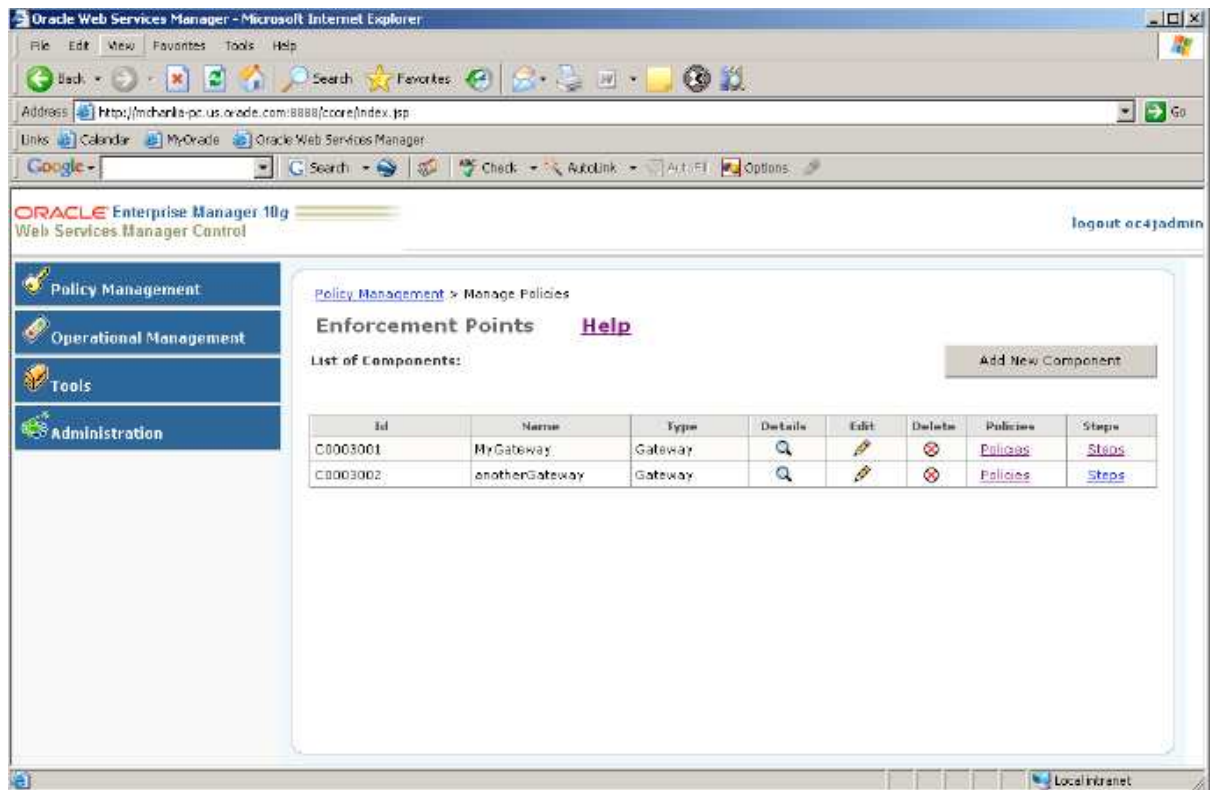 Oracle Web Services Manager - Microsoft Internet Explorer
File Edit View Favorites Tools Help
Back Search Favorites
Address http://mchanla-pc.us.oracle.com:8888/ccore/index.jsp Go
Links Calendar MyOracle Oracle Web Services Manager
Google Search Check AutoLink AutoFill Options
ORACLE Enterprise Manager 10g
Web Services Manager Control
logout oc4jadmin
Policy Management
Operational Management
Tools
Administration
Policy Management > Manage Policies
Enforcement Points Help
List of Components: Add New Component
Id Name Type Details Edit Delete Policies Steps
C0003001 MyGateway Gateway Policies Steps
C0003002 anotherGateway Gateway Policies Steps
Local intranet